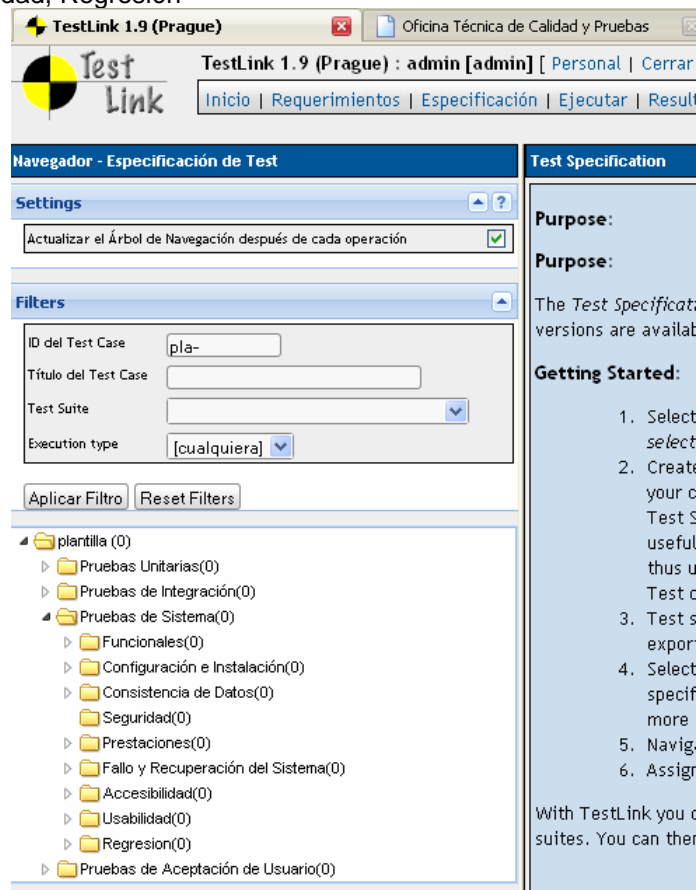 dad, Regresión
TestLink 1.9 (Prague)
Oficina Técnica de Calidad y Pruebas
Test
Link
TestLink 1.9 (Prague) : admin [admin] [ Personal | Cerrar
Inicio | Requerimientos | Especificación | Ejecutar | Result
Navegador - Especificación de Test
Settings
?
Actualizar el Árbol de Navegación después de cada operación
Filters
ID del Test Case
pla-
Título del Test Case
Test Suite
Execution type
[cualquiera]
Aplicar Filtro
Reset Filters
plantilla (0)
Pruebas Unitarias(0)
Pruebas de Integración(0)
Pruebas de Sistema(0)
Funcionales(0)
Configuración e Instalación(0)
Consistencia de Datos(0)
Seguridad(0)
Prestaciones(0)
Fallo y Recuperación del Sistema(0)
Accesibilidad(0)
Usabilidad(0)
Regresion(0)
Pruebas de Aceptación de Usuario(0)
Test Specification
Purpose:
Purpose:
The Test Specificat
versions are availab
Getting Started:
1. Select
select
2. Create
your c
Test S
useful
thus u
Test c
3. Test s
export
4. Select
specif
more
5. Navig
6. Assign
With TestLink you c
suites. You can then